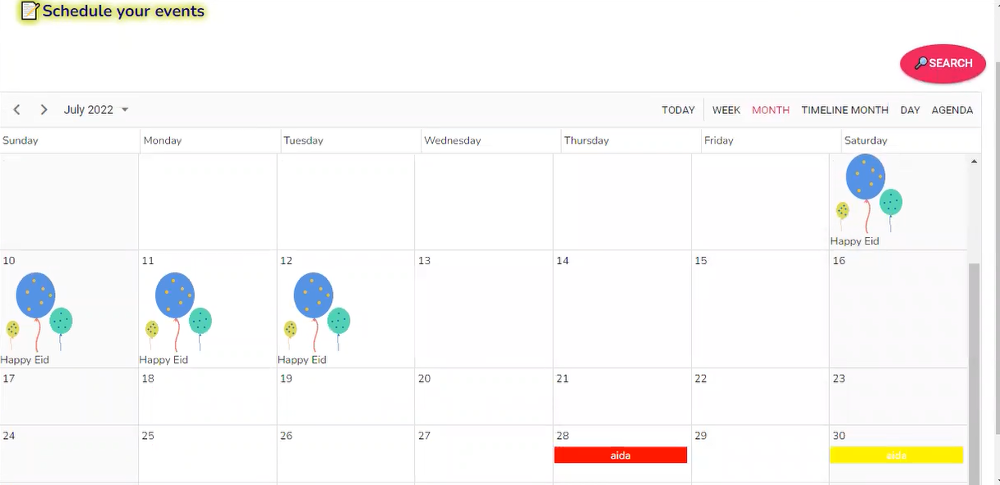 📝Schedule your events
🔎SEARCH
July 2022
TODAY WEEK MONTH TIMELINE MONTH DAY AGENDA
Sunday Monday Tuesday Wednesday Thursday Friday Saturday
Happy Eid
10 11 12 13 14 15 16
Happy Eid Happy Eid Happy Eid
17 18 19 20 21 22 23
24 25 26 27 28 29 30
aida aida